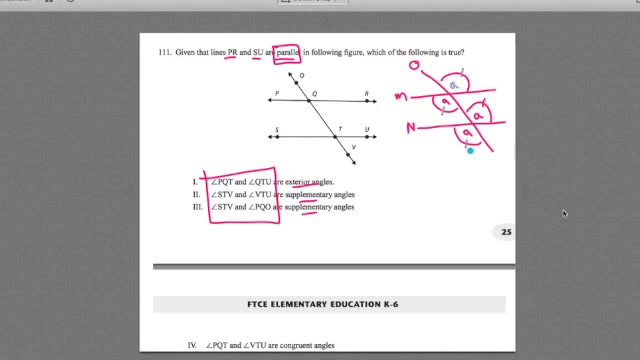 111. Given that lines PR and SU are parallel in following figure, which of the following is true?
O
P
Q
R
S
T
U
V
O
M
N
a
a
a
a
I. ∠PQT and ∠QTU are exterior angles.
II. ∠STV and ∠VTU are supplementary angles
III. ∠STV and ∠PQO are supplementary angles
25
FTCE ELEMENTARY EDUCATION K-6
IV. ∠PQT and ∠VTU are congruent angles